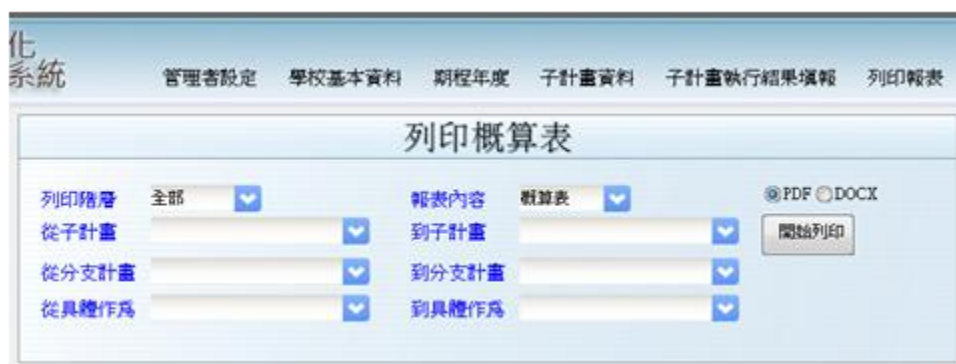 化
系統
管理者設定 學校基本資料 期程年度 子計畫資料 子計畫執行結果填報 列印報表
列印概算表
列印階層 全部 報表內容 概算表 PDF DOCX
從子計畫 到子計畫 開始列印
從分支計畫 到分支計畫
從具體作為 到具體作為